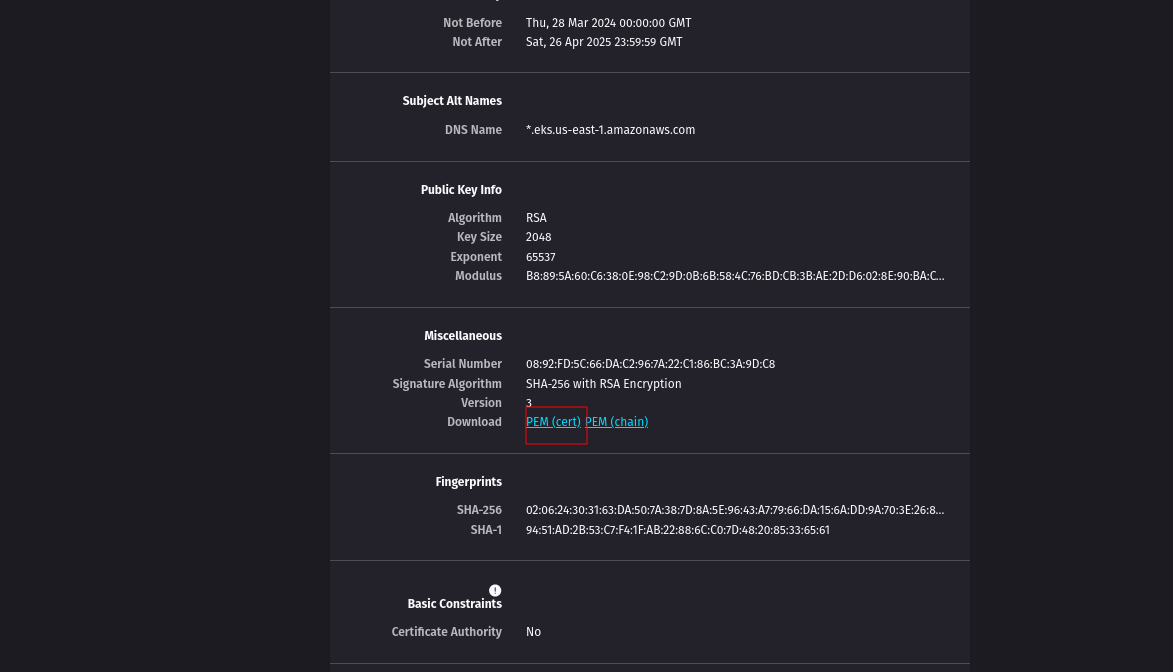 Not Before Thu, 28 Mar 2024 00:00:00 GMT
Not After Sat, 26 Apr 2025 23:59:59 GMT
Subject Alt Names
DNS Name *.eks.us-east-1.amazonaws.com
Public Key Info
Algorithm RSA
Key Size 2048
Exponent 65537
Modulus B8:89:5A:60:C6:38:0E:98:C2:9D:0B:6B:58:4C:76:BD:CB:3B:AE:2D:D6:02:8E:90:BA:C...
Miscellaneous
Serial Number 08:92:FD:5C:66:DA:C2:96:7A:22:C1:86:BC:3A:9D:C8
Signature Algorithm SHA-256 with RSA Encryption
Version 3
Download PEM (cert) PEM (chain)
Fingerprints
SHA-256 02:06:24:30:31:63:DA:50:7A:38:7D:8A:5E:96:43:A7:79:66:DA:15:6A:DD:9A:70:3E:26:8...
SHA-1 94:51:AD:2B:53:C7:F4:1F:AB:22:88:6C:C0:7D:48:20:85:33:65:61
Basic Constraints
Certificate Authority No